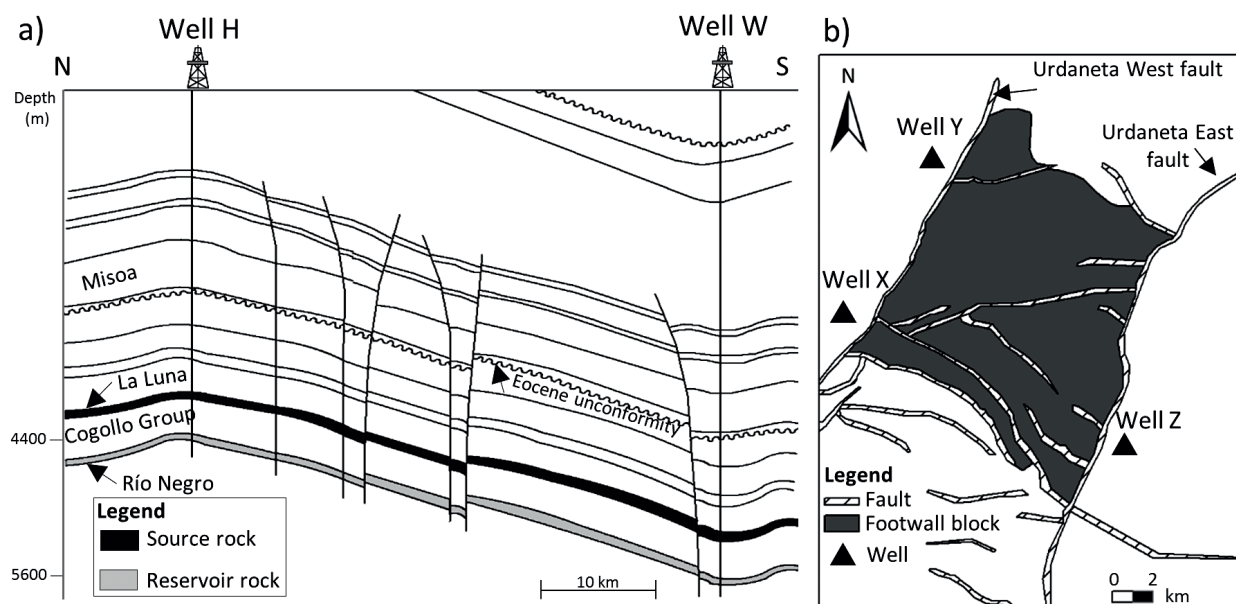 a)
Well H
Well W
N
S
Depth
(m)
Misoa
La Luna
Eocene unconformity
Cogollo Group
4400
Río Negro
Legend
Source rock
Reservoir rock
5600
10 km
b)
N
Urdaneta West fault
Well Y
Urdaneta East
fault
Well X
Well Z
Legend
Fault
Footwall block
Well
0 2
km